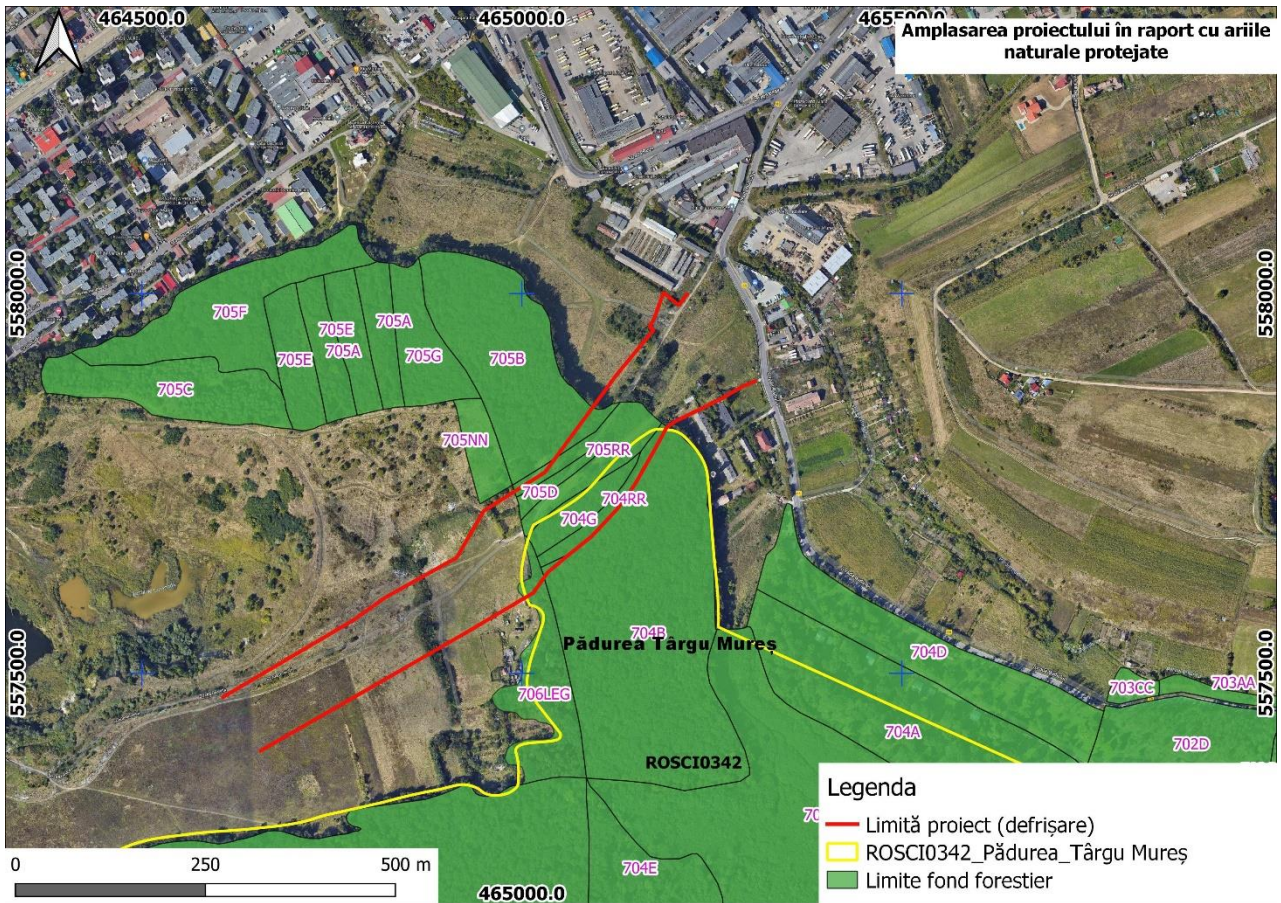 464500.0
465000.0
465500.0
Amplasarea proiectului în raport cu ariile
naturale protejate
558000.0
558000.0
705F
705E
705E
705A
705A
705G
705B
705C
705NN
705RR
705D
704RR
704G
704B
Pădurea Târgu Mureș
704D
557500.0
557500.0
706LEG
703CC
703AA
704A
702D
ROSCI0342
704E
Legenda
Limită proiect (defrișare)
ROSCI0342_Pădurea_Târgu Mureș
Limite fond forestier
0
250
500 m
465000.0